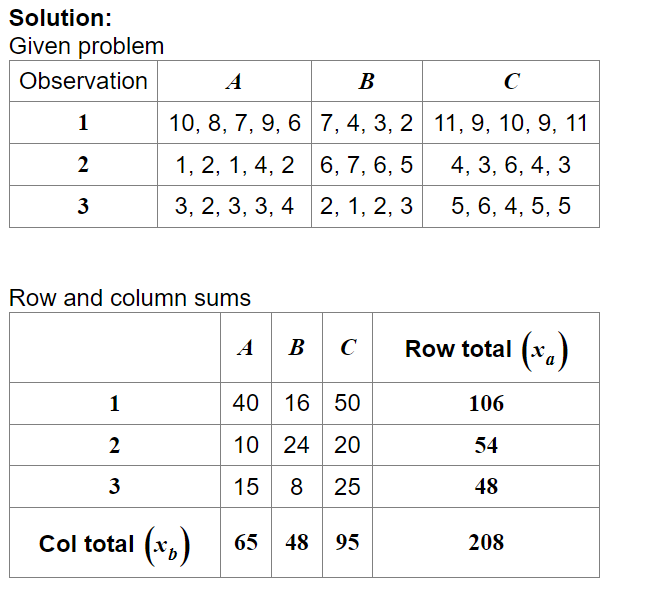 Solution:
Given problem
Observation A B C
1 10, 8, 7, 9, 6 7, 4, 3, 2 11, 9, 10, 9, 11
2 1, 2, 1, 4, 2 6, 7, 6, 5 4, 3, 6, 4, 3
3 3, 2, 3, 3, 4 2, 1, 2, 3 5, 6, 4, 5, 5
Row and column sums
A B C Row total (x_a)
1 40 16 50 106
2 10 24 20 54
3 15 8 25 48
Col total (x_b) 65 48 95 208